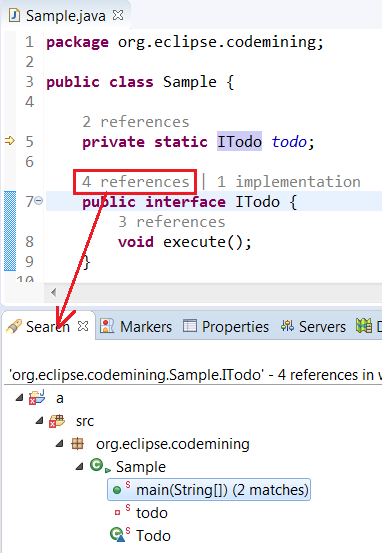 Sample.java
1 package org.eclipse.codemining;
2
3 public class Sample {
4
2 references
5 private static ITodo todo;
6
4 references | 1 implementation
7 public interface ITodo {
3 references
8 void execute();
9 }
10
Search Markers Properties Servers
'org.eclipse.codemining.Sample.ITodo' - 4 references in
a
src
org.eclipse.codemining
Sample
S main(String[]) (2 matches)
S todo
S Todo